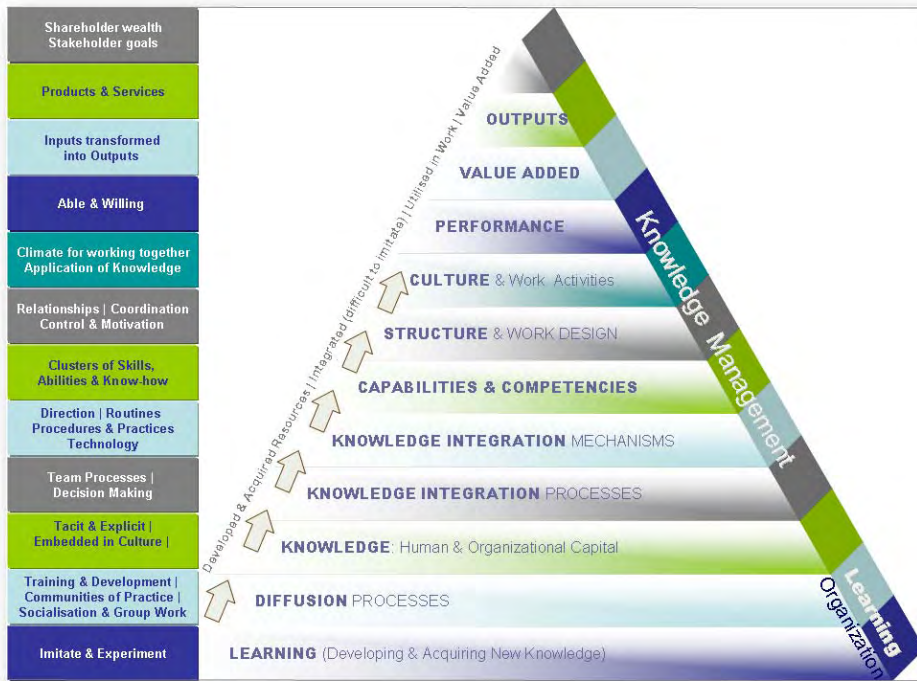 Shareholder wealth
Stakeholder goals
Products & Services
Inputs transformed
into Outputs
Able & Willing
Climate for working together
Application of Knowledge
Relationships | Coordination
Control & Motivation
Clusters of Skills,
Abilities & Know-how
Direction | Routines
Procedures & Practices
Technology
Team Processes |
Decision Making
Tacit & Explicit |
Embedded in Culture |
Training & Development |
Communities of Practice |
Socialisation & Group Work
Imitate & Experiment
Developed & Acquired Resources | Integrated (difficult to imitate) | Utilised in Work | Value Added
OUTPUTS
VALUE ADDED
PERFORMANCE
CULTURE & Work Activities
STRUCTURE & WORK DESIGN
CAPABILITIES & COMPETENCIES
KNOWLEDGE INTEGRATION MECHANISMS
KNOWLEDGE INTEGRATION PROCESSES
KNOWLEDGE: Human & Organizational Capital
DIFFUSION PROCESSES
LEARNING (Developing & Acquiring New Knowledge)
Knowledge Management
Learning
Organization